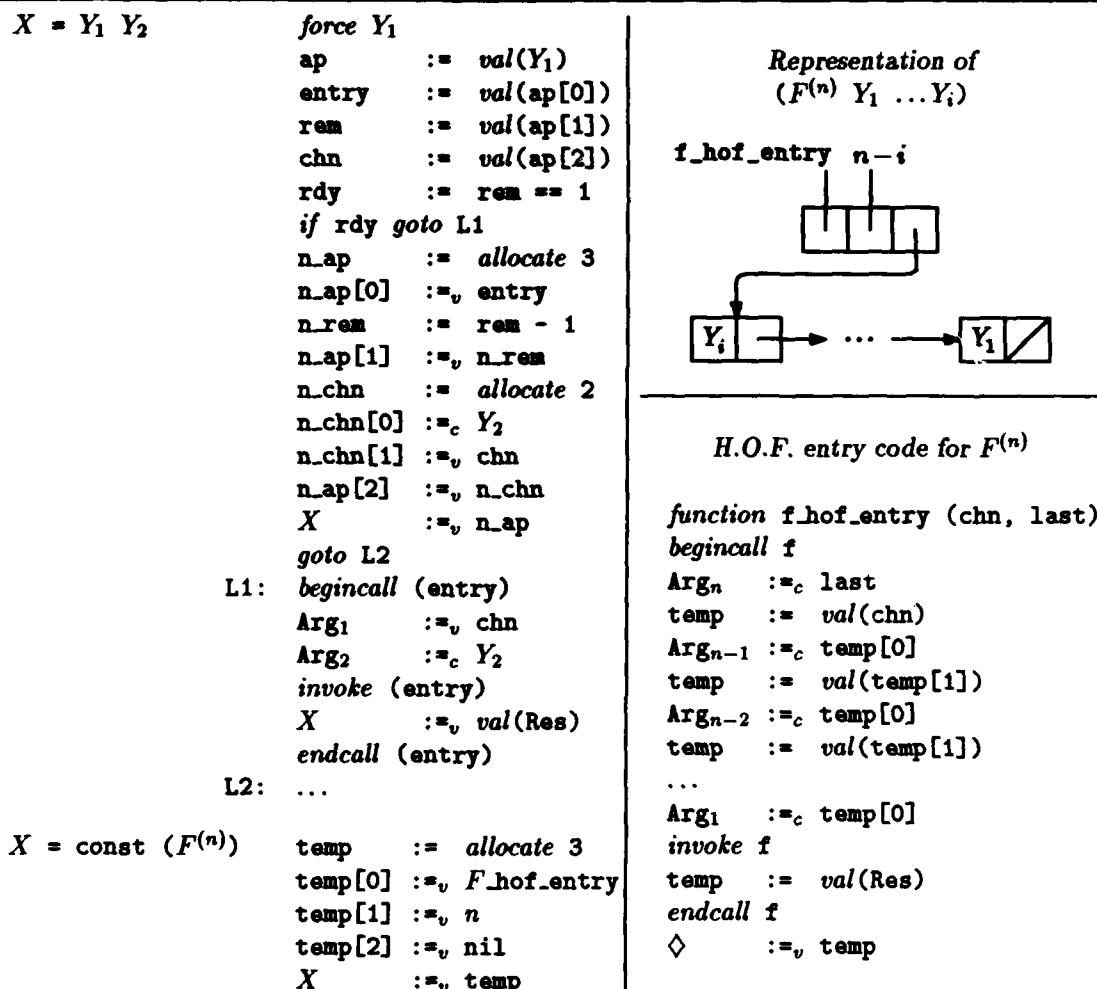 X = Y₁ Y₂ force Y₁
ap := val(Y₁)
entry := val(ap[0])
rem := val(ap[1])
chn := val(ap[2])
rdy := rem == 1
if rdy goto L1
n_ap := allocate 3
n_ap[0] :=ᵥ entry
n_rem := rem - 1
n_ap[1] :=ᵥ n_rem
n_chn := allocate 2
n_chn[0] :=c Y₂
n_chn[1] :=ᵥ chn
n_ap[2] :=ᵥ n_chn
X :=ᵥ n_ap
goto L2
L1: begincall (entry)
Arg₁ :=ᵥ chn
Arg₂ :=c Y₂
invoke (entry)
X :=ᵥ val(Res)
endcall (entry)
L2: ...
X = const (F⁽ⁿ⁾) temp := allocate 3
temp[0] :=ᵥ F_hof_entry
temp[1] :=ᵥ n
temp[2] :=ᵥ nil
X :=ᵥ temp
Representation of
(F⁽ⁿ⁾ Y₁ ...Yᵢ)
f_hof_entry n−i
Yᵢ ... Y₁
H.O.F. entry code for F⁽ⁿ⁾
function f_hof_entry (chn, last)
begincall f
Argₙ :=c last
temp := val(chn)
Argₙ₋₁ :=c temp[0]
temp := val(temp[1])
Argₙ₋₂ :=c temp[0]
temp := val(temp[1])
...
Arg₁ :=c temp[0]
invoke f
temp := val(Res)
endcall f
◇ :=ᵥ temp